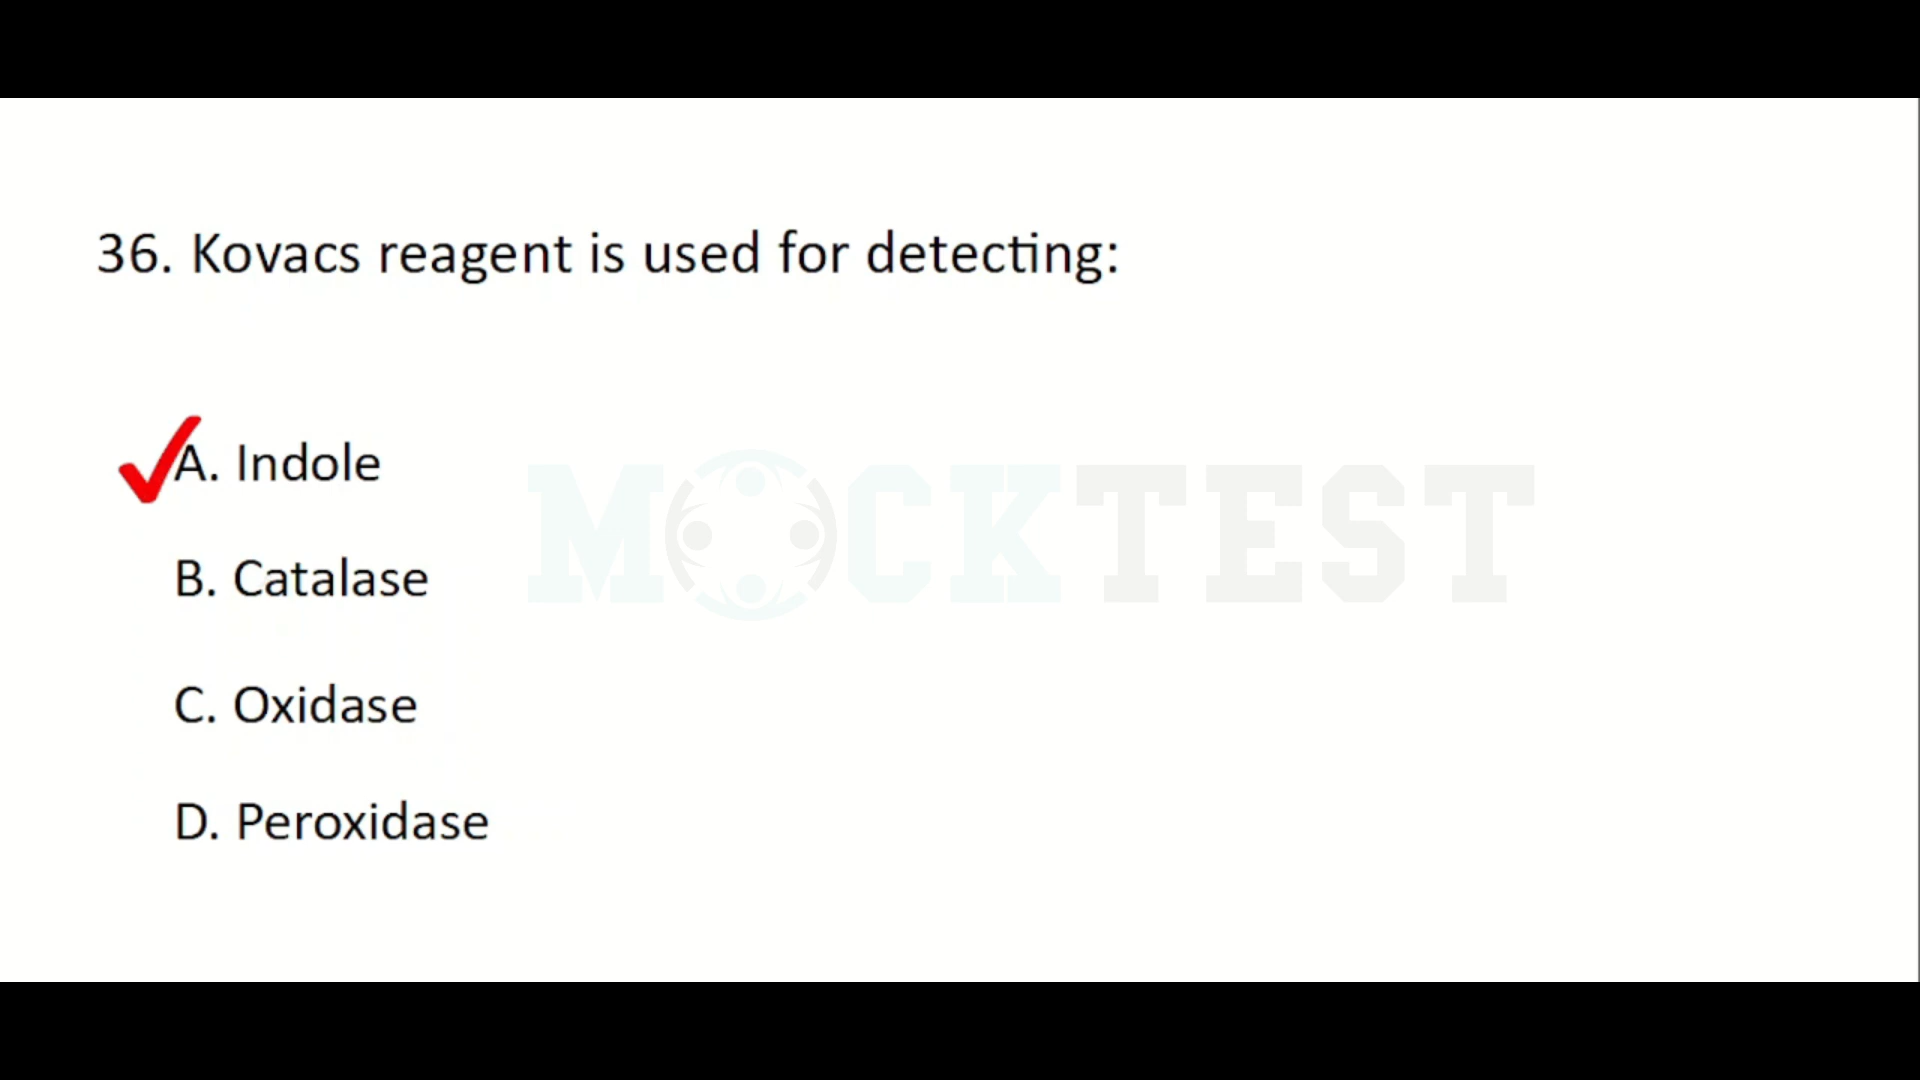 36. Kovacs reagent is used for detecting:
A. Indole
MOCKTEST
B. Catalase
C. Oxidase
D. Peroxidase